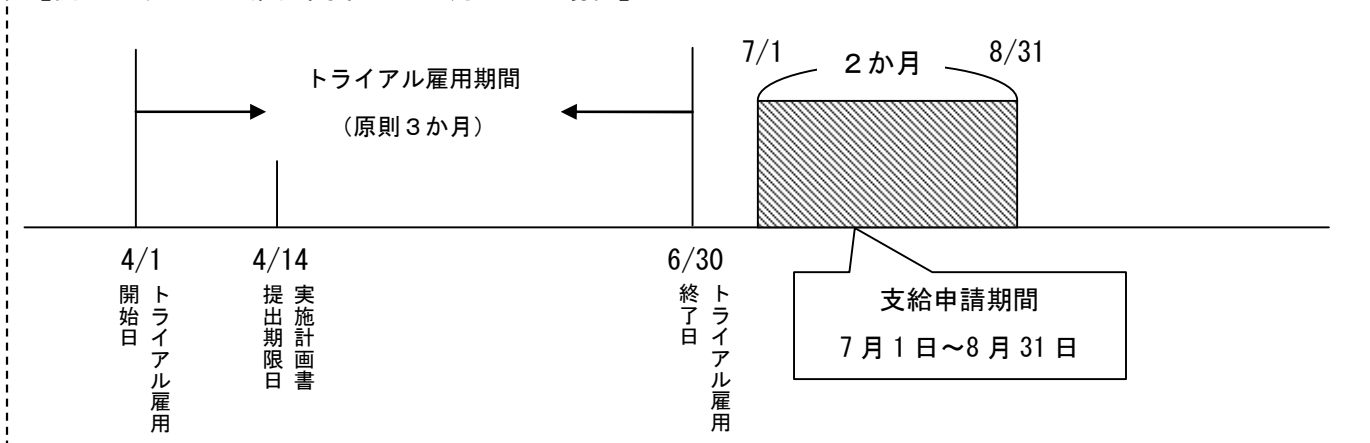 7/1
2か月
8/31
トライアル雇用期間
（原則３か月）
4/1
トライアル雇用
開始日
4/14
実施計画書
提出期限日
6/30
トライアル雇用
終了日
支給申請期間
7月1日～8月31日